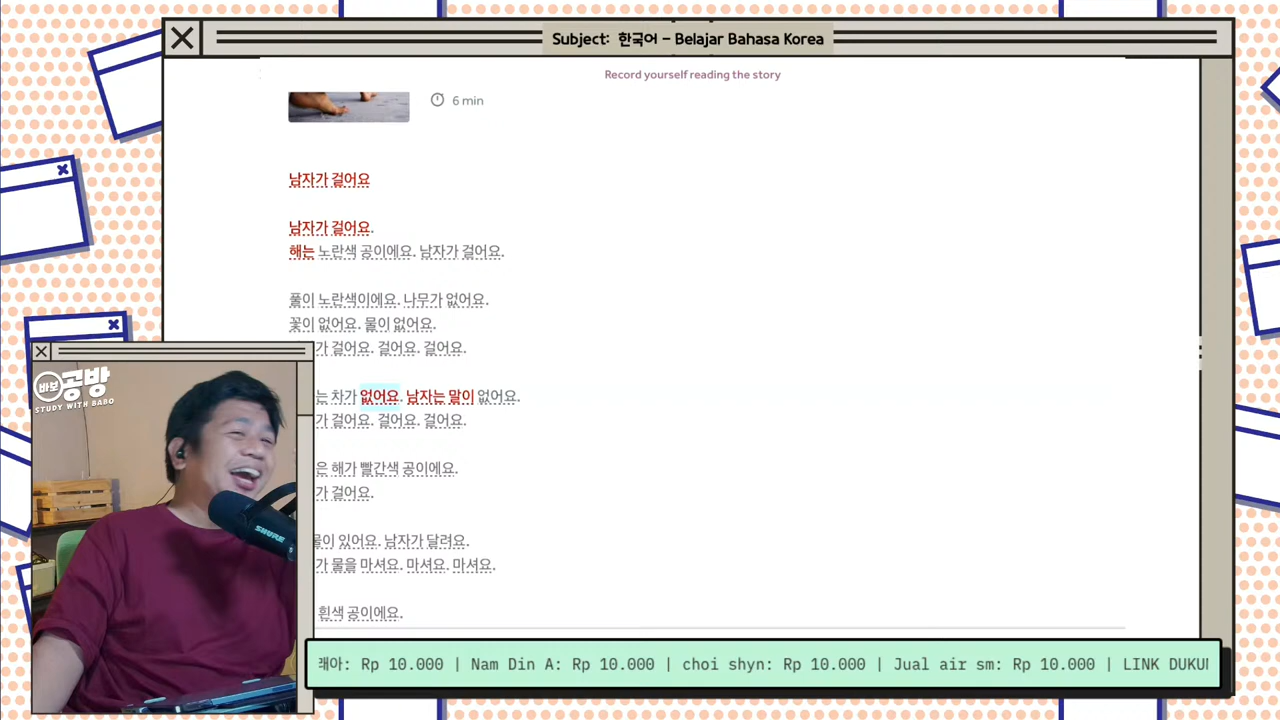 Subject: 한국어 – Belajar Bahasa Korea
Record yourself reading the story
6 min
남자가 걸어요
남자가 걸어요.
해는 노란색 공이에요. 남자가 걸어요.
풀이 노란색이에요. 나무가 없어요.
꽃이 없어요. 물이 없어요.
가 걸어요. 걸어요. 걸어요.
는 차가 없어요. 남자는 말이 없어요.
가 걸어요. 걸어요. 걸어요.
은 해가 빨간색 공이에요.
가 걸어요.
물이 있어요. 남자가 달려요.
가 물을 마셔요. 마셔요. 마셔요.
흰색 공이에요.
바보 공방
STUDY WITH BABO
SHURE
래아: Rp 10.000 | Nam Din A: Rp 10.000 | choi shyn: Rp 10.000 | Jual air sm: Rp 10.000 | LINK DUKU